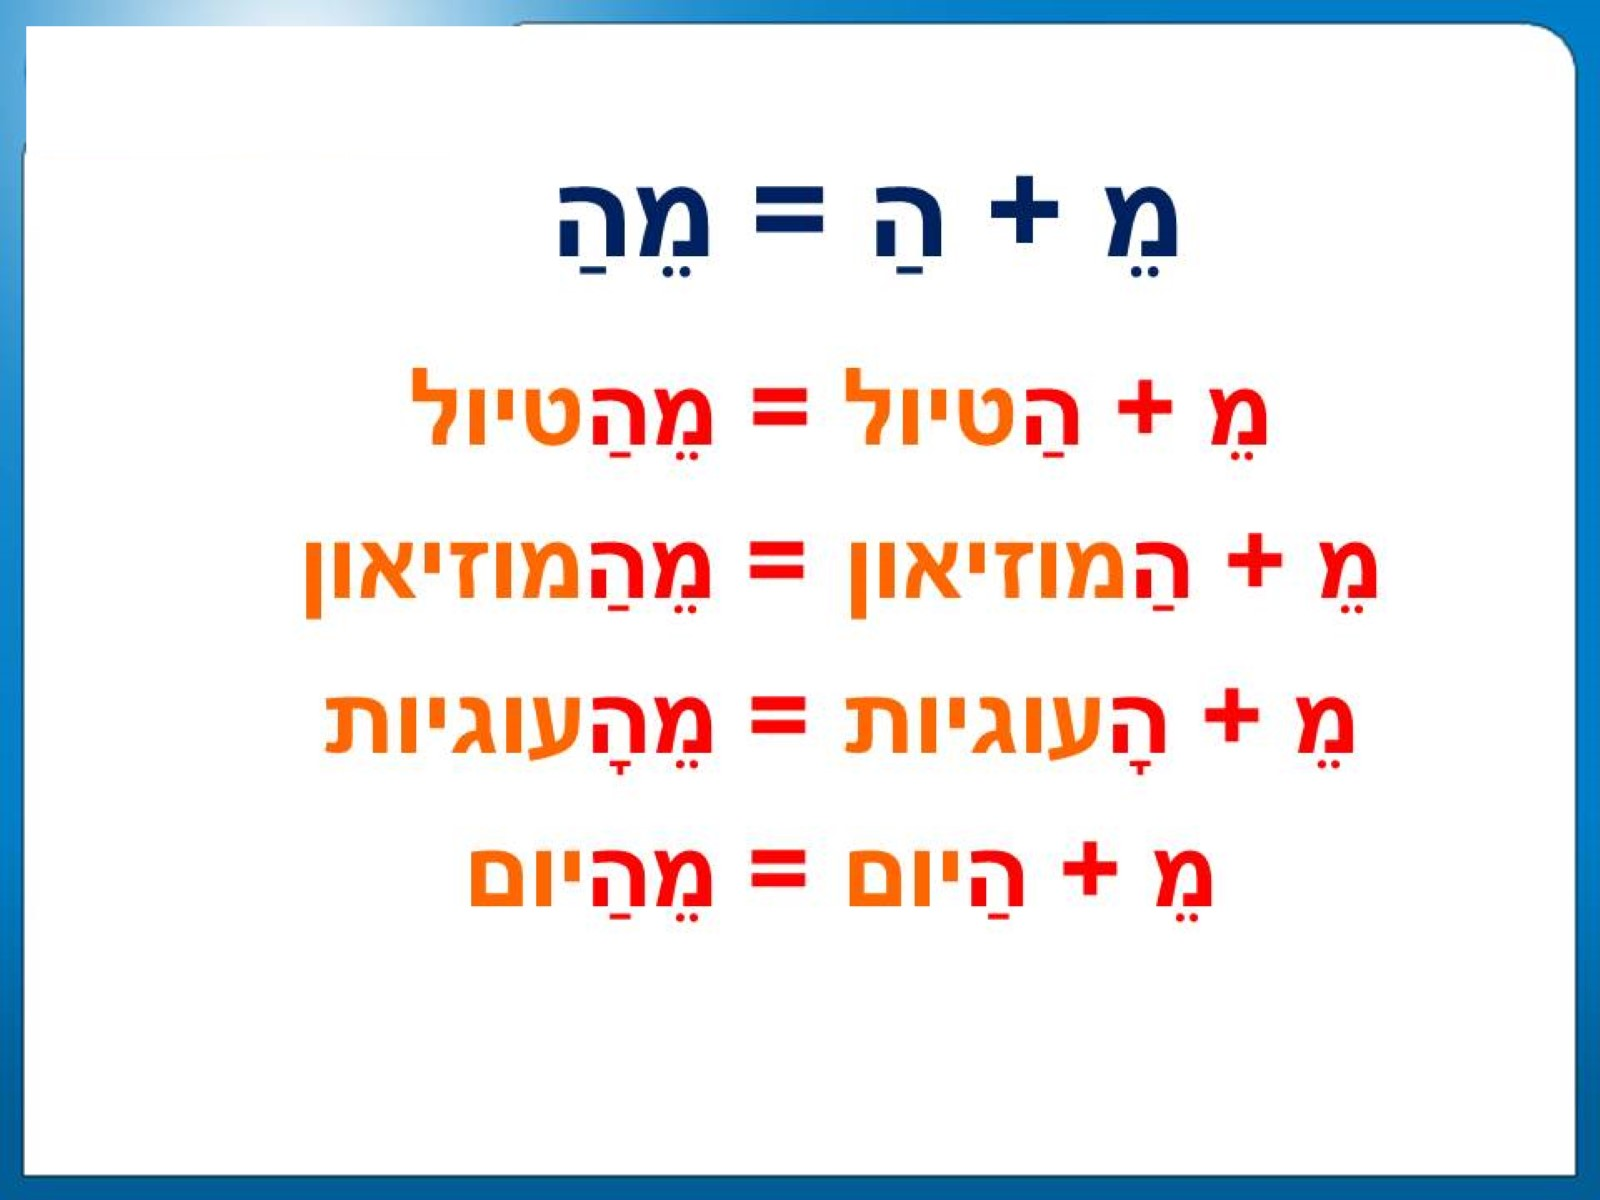 מֵ + הַ = מֵהַ
מֵ + הַטיול = מֵהַטיול
מֵ + הַמוזיאון = מֵהַמוזיאון
מֵ + הָעוגיות = מֵהָעוגיות
מֵ + הַיום = מֵהַיום